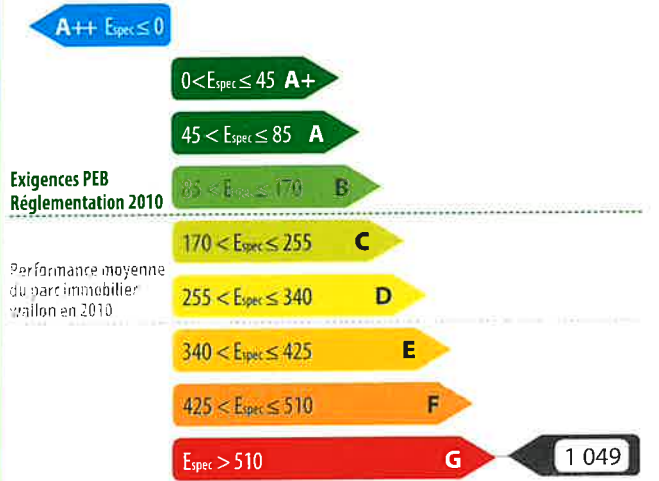 A++ Espec ≤ 0
0 < Espec ≤ 45 A+
45 < Espec ≤ 85 A
Exigences PEB
Réglementation 2010
85 < Espec ≤ 170 B
170 < Espec ≤ 255 C
Performance moyenne
du parc immobilier
wallon en 2010
255 < Espec ≤ 340 D
340 < Espec ≤ 425 E
425 < Espec ≤ 510 F
Espec > 510 G
1 049